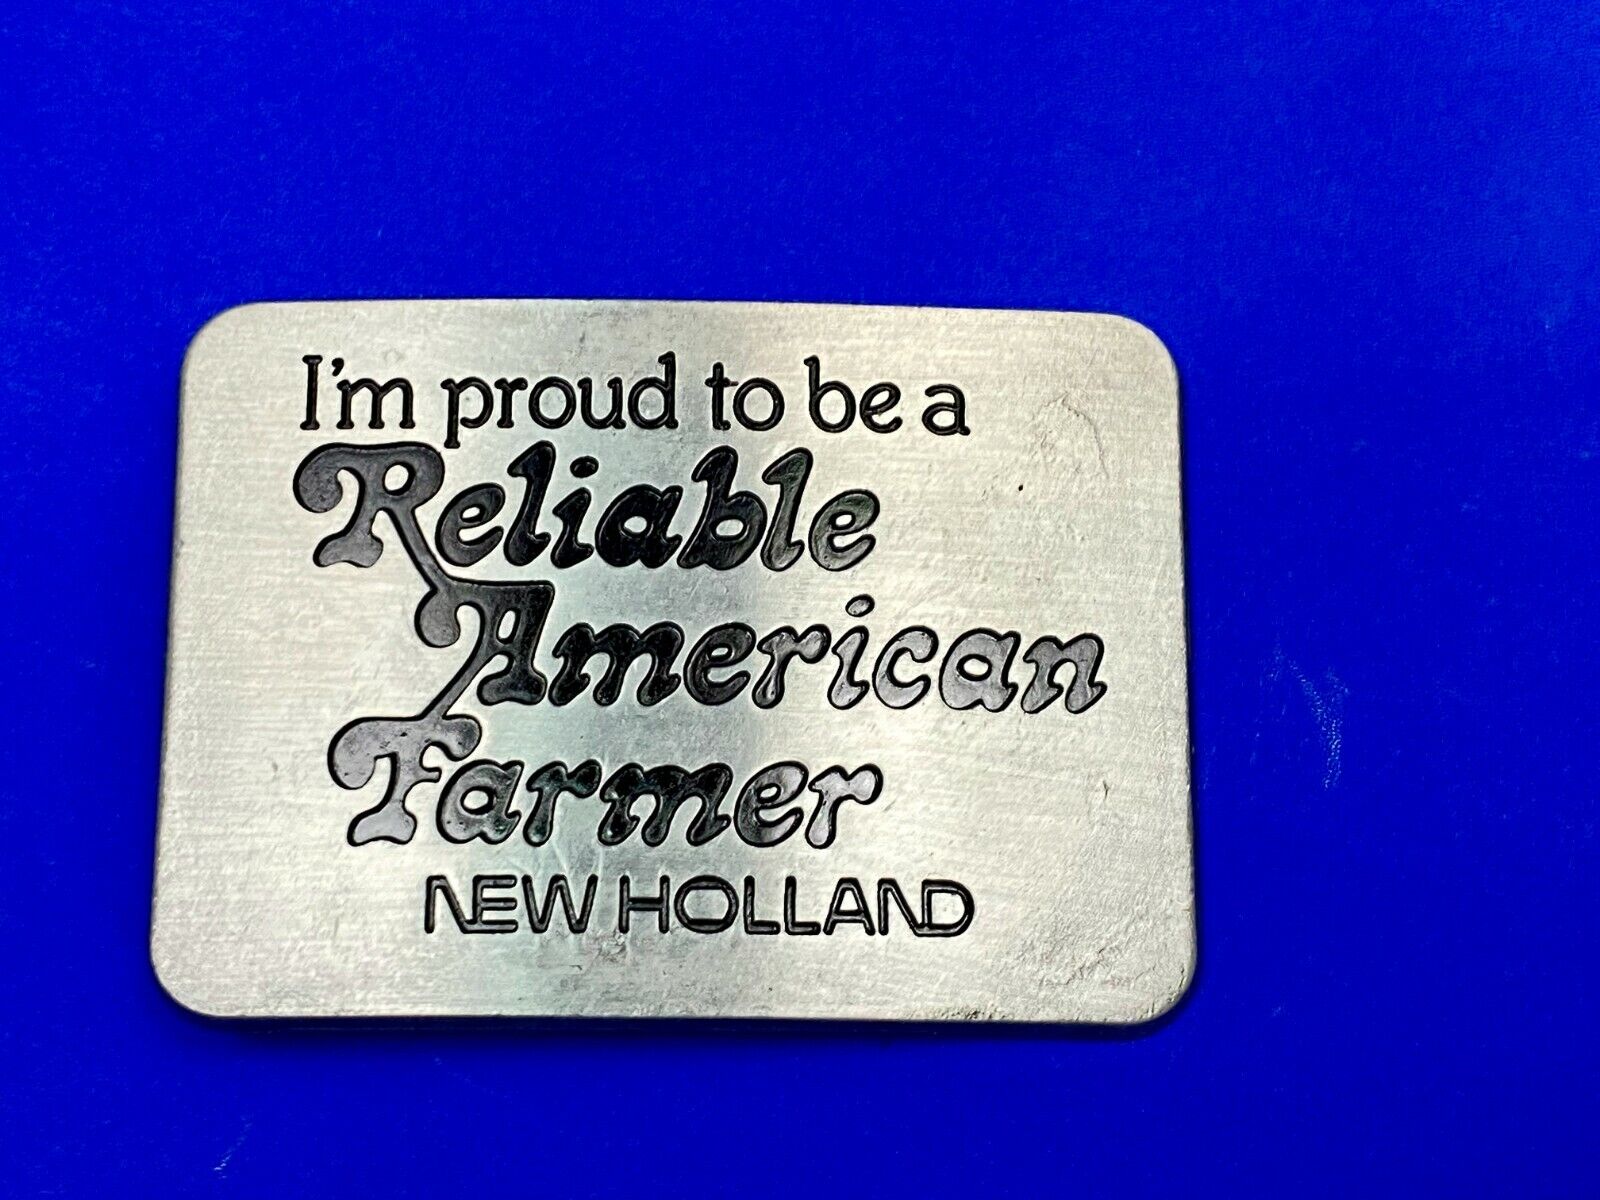 I'm proud to be a
Reliable
American
Farmer
NEW HOLLAND